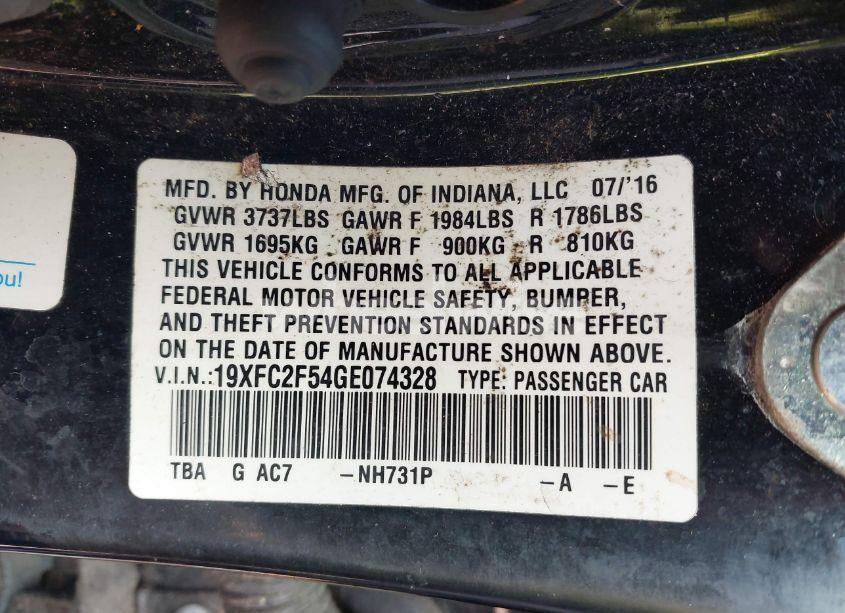 ou!
MFD. BY HONDA MFG. OF INDIANA, LLC 07/'16
GVWR 3737LBS GAWR F 1984LBS R 1786LBS
GVWR 1695KG GAWR F 900KG R 810KG
THIS VEHICLE CONFORMS TO ALL APPLICABLE
FEDERAL MOTOR VEHICLE SAFETY, BUMPER,
AND THEFT PREVENTION STANDARDS IN EFFECT
ON THE DATE OF MANUFACTURE SHOWN ABOVE.
V.I.N.:19XFC2F54GE074328 TYPE: PASSENGER CAR
TBA G AC7 -NH731P -A -E